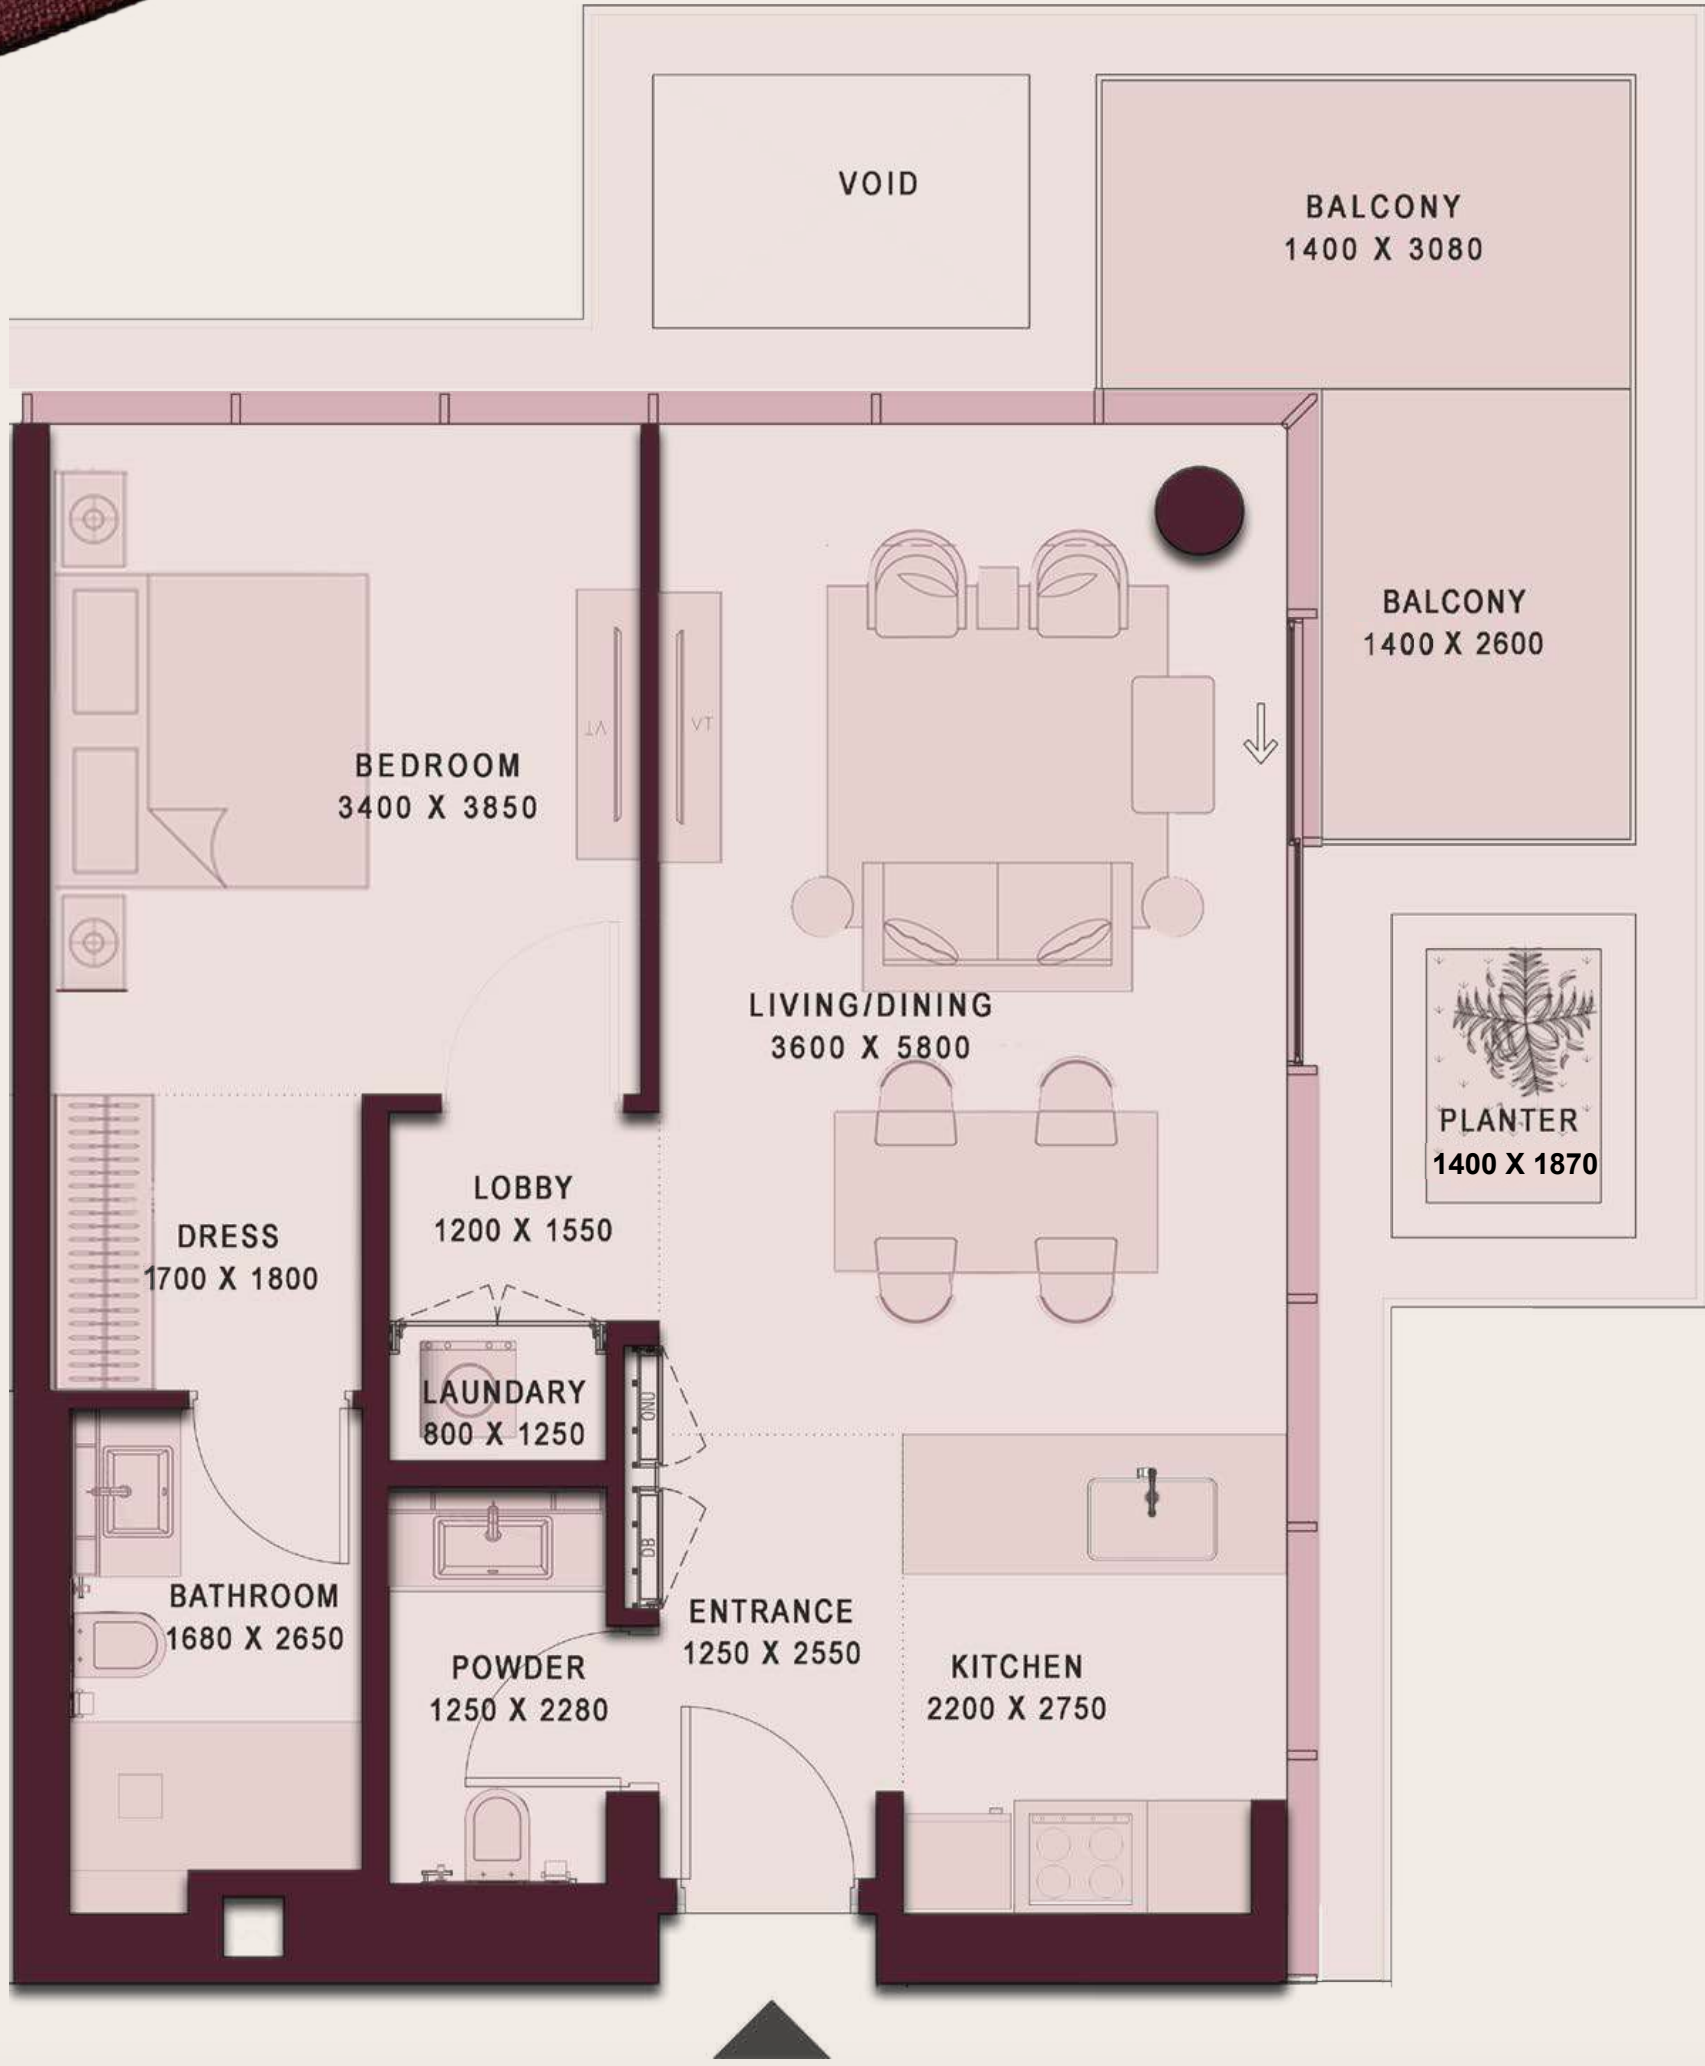 VOID
BALCONY
1400 X 3080
BALCONY
1400 X 2600
TV
TV
BEDROOM
3400 X 3850
LIVING/DINING
3600 X 5800
PLANTER
1400 X 1870
LOBBY
1200 X 1550
DRESS
1700 X 1800
LAUNDARY
800 X 1250
ONU
DB
BATHROOM
1680 X 2650
ENTRANCE
1250 X 2550
POWDER
1250 X 2280
KITCHEN
2200 X 2750